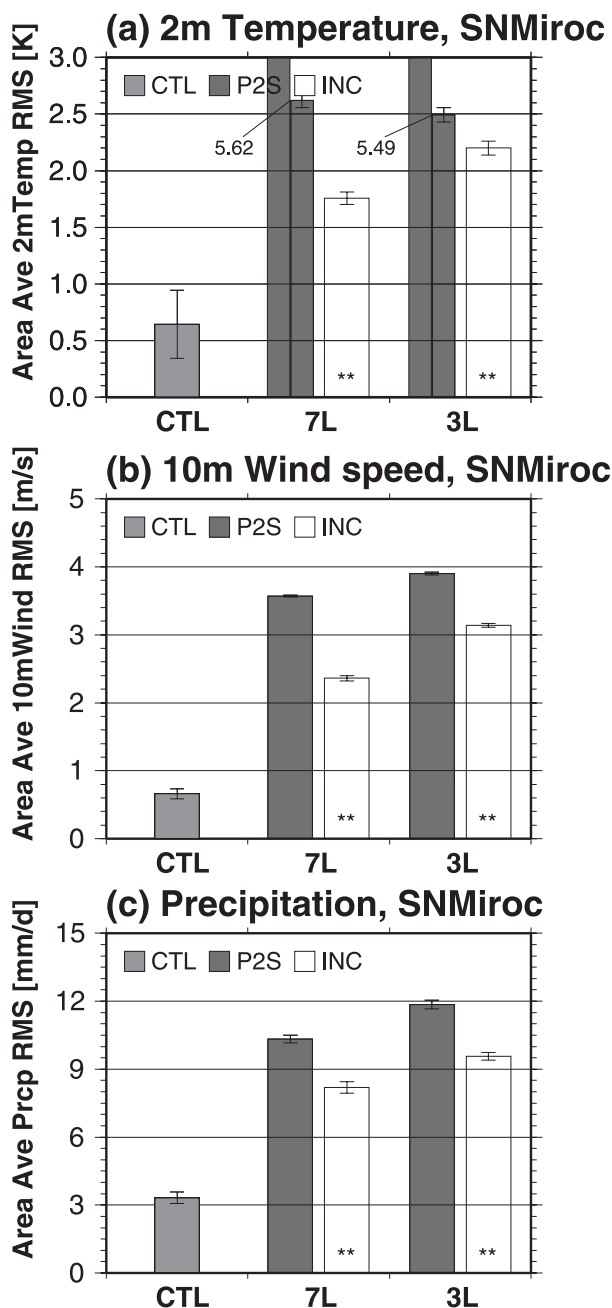 (a) 2m Temperature, SNMiroc
Area Ave 2mTemp RMS [K]
3.0
2.5
2.0
1.5
1.0
0.5
0.0
CTL P2S INC
5.62
5.49
** **
CTL 7L 3L
(b) 10m Wind speed, SNMiroc
Area Ave 10mWind RMS [m/s]
5
4
3
2
1
0
CTL P2S INC
** **
CTL 7L 3L
(c) Precipitation, SNMiroc
Area Ave Prcp RMS [mm/d]
15
12
9
6
3
0
CTL P2S INC
** **
CTL 7L 3L